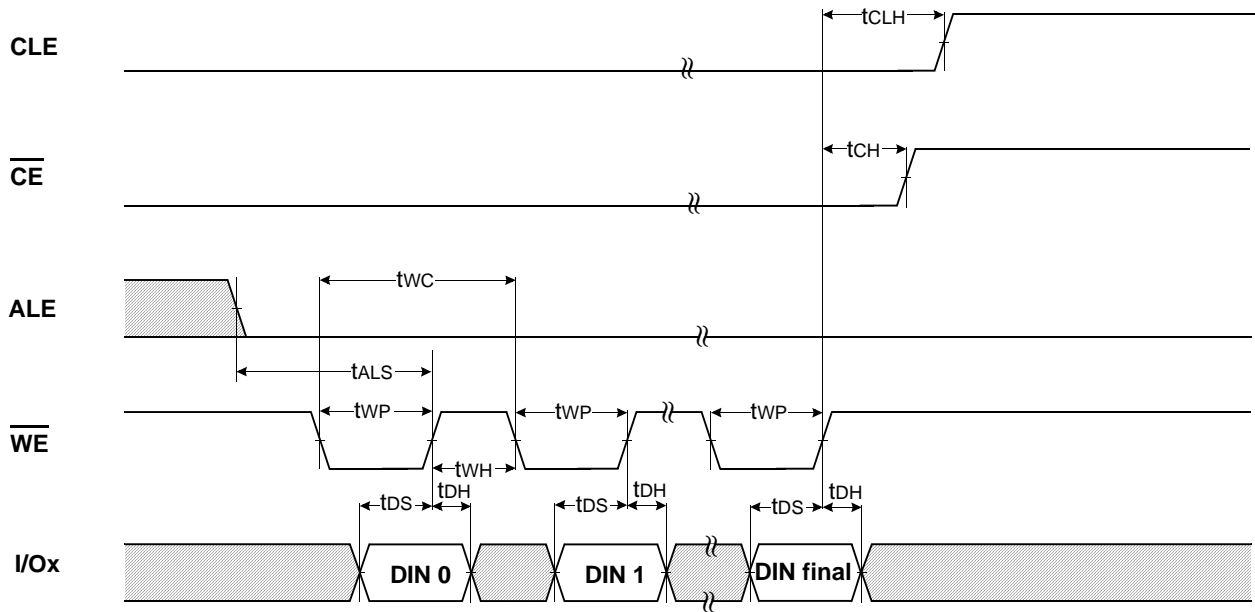 tCLH
CLE
tCH
CE
tWC
ALE
tALS
tWP tWP tWP
WE
tWH
tDS tDH tDS tDH tDS tDH
I/Ox DIN 0 DIN 1 DIN final